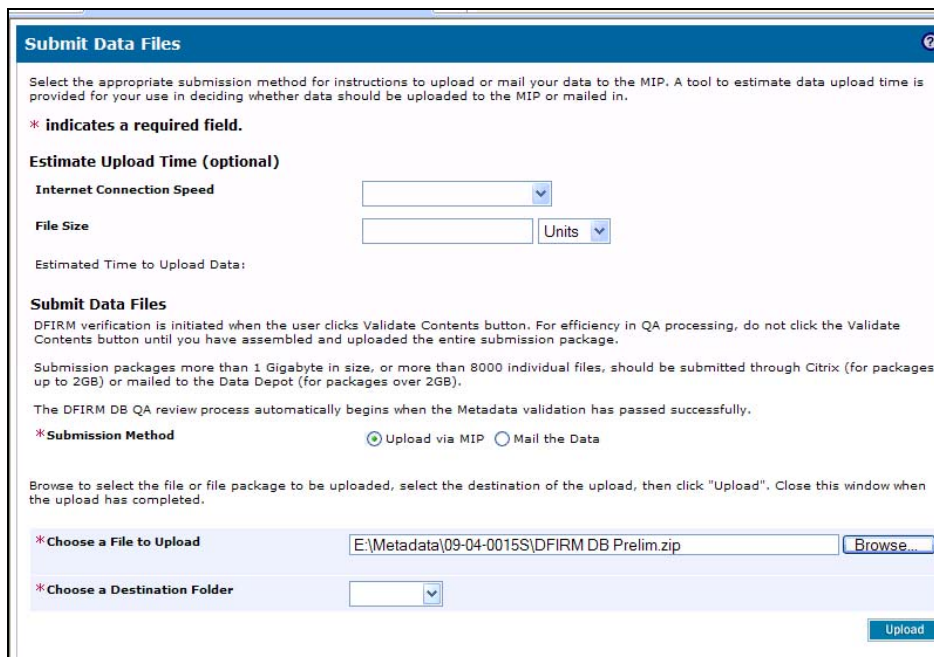 Submit Data Files
?
Select the appropriate submission method for instructions to upload or mail your data to the MIP. A tool to estimate data upload time is
provided for your use in deciding whether data should be uploaded to the MIP or mailed in.
* indicates a required field.
Estimate Upload Time (optional)
Internet Connection Speed
File Size
Units
Estimated Time to Upload Data:
Submit Data Files
DFIRM verification is initiated when the user clicks Validate Contents button. For efficiency in QA processing, do not click the Validate
Contents button until you have assembled and uploaded the entire submission package.
Submission packages more than 1 Gigabyte in size, or more than 8000 individual files, should be submitted through Citrix (for packages
up to 2GB) or mailed to the Data Depot (for packages over 2GB).
The DFIRM DB QA review process automatically begins when the Metadata validation has passed successfully.
*Submission Method Upload via MIP Mail the Data
Browse to select the file or file package to be uploaded, select the destination of the upload, then click "Upload". Close this window when
the upload has completed.
*Choose a File to Upload E:\Metadata\09-04-0015S\DFIRM DB Prelim.zip Browse...
*Choose a Destination Folder
Upload